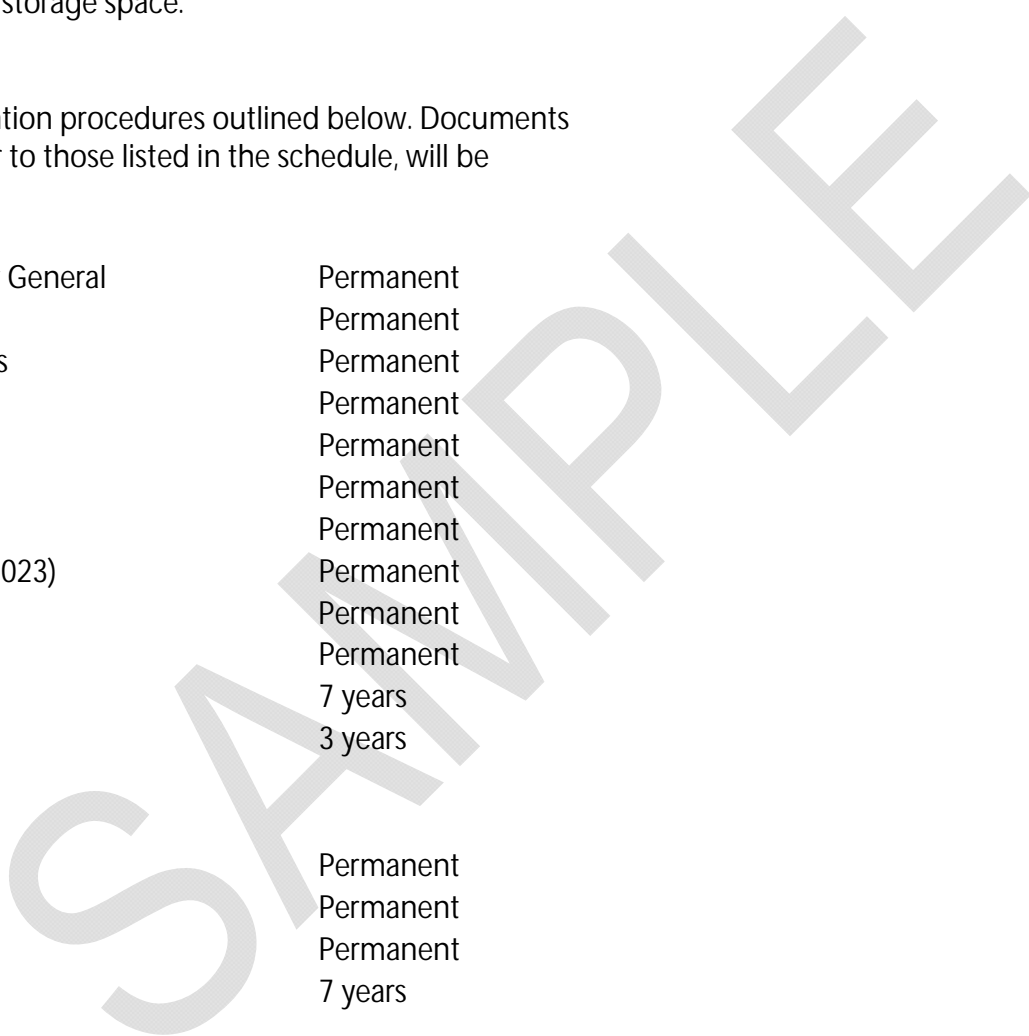 storage space.
ation procedures outlined below. Documents
r to those listed in the schedule, will be
General Permanent
Permanent
s Permanent
Permanent
Permanent
Permanent
Permanent
023) Permanent
Permanent
Permanent
7 years
3 years
Permanent
Permanent
Permanent
7 years
SAMPLE